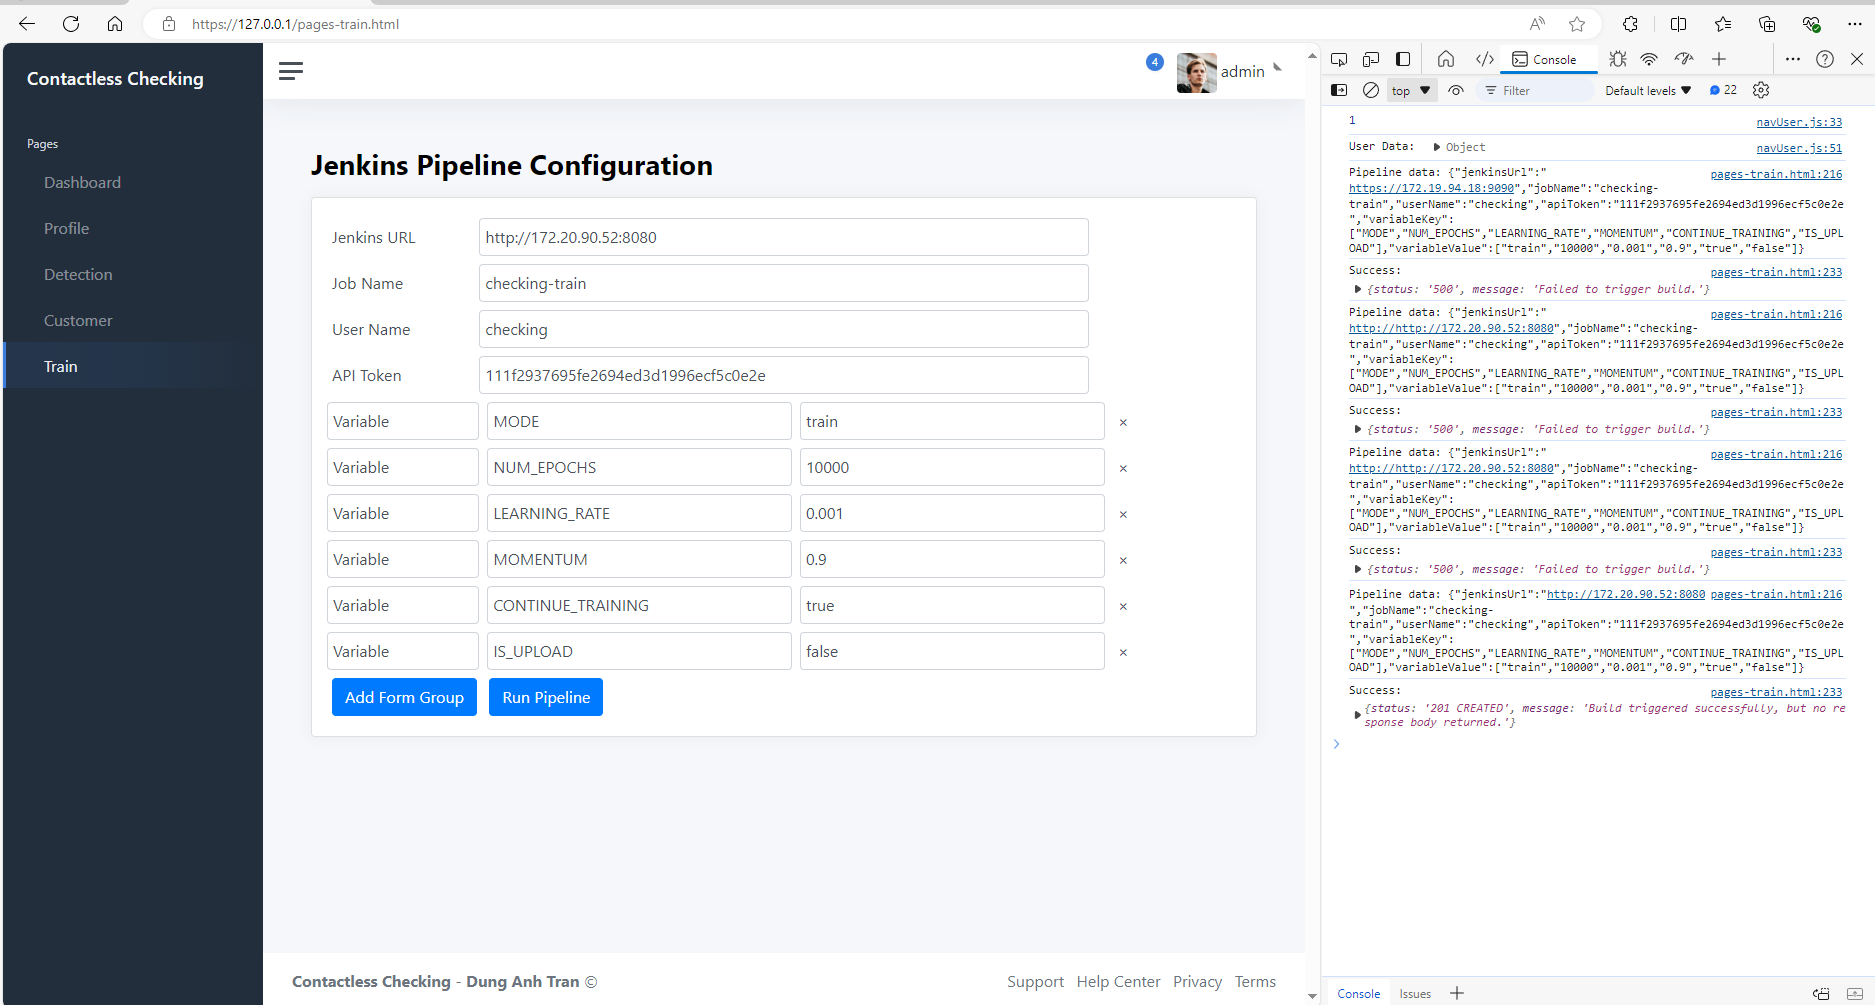 https://127.0.0.1/pages-train.html
Contactless Checking
Pages
Dashboard
Profile
Detection
Customer
Train
4
admin
Jenkins Pipeline Configuration
Jenkins URL
http://172.20.90.52:8080
Job Name
checking-train
User Name
checking
API Token
111f2937695fe2694ed3d1996ecf5c0e2e
Variable MODE train ×
Variable NUM_EPOCHS 10000 ×
Variable LEARNING_RATE 0.001 ×
Variable MOMENTUM 0.9 ×
Variable CONTINUE_TRAINING true ×
Variable IS_UPLOAD false ×
Add Form Group Run Pipeline
Contactless Checking - Dung Anh Tran ©
Support Help Center Privacy Terms
Console
top Filter Default levels 22
1 navUser.js:33
User Data: Object navUser.js:51
Pipeline data: {"jenkinsUrl":" pages-train.html:216
https://172.19.94.18:9090","jobName":"checking-
train","userName":"checking","apiToken":"111f2937695fe2694ed3d1996ecf5c0e2e
","variableKey":
["MODE","NUM_EPOCHS","LEARNING_RATE","MOMENTUM","CONTINUE_TRAINING","IS_UPL
OAD"],"variableValue":["train","10000","0.001","0.9","true","false"]}
Success: pages-train.html:233
{status: '500', message: 'Failed to trigger build.'}
Pipeline data: {"jenkinsUrl":" pages-train.html:216
http://http://172.20.90.52:8080","jobName":"checking-
train","userName":"checking","apiToken":"111f2937695fe2694ed3d1996ecf5c0e2e
","variableKey":
["MODE","NUM_EPOCHS","LEARNING_RATE","MOMENTUM","CONTINUE_TRAINING","IS_UPL
OAD"],"variableValue":["train","10000","0.001","0.9","true","false"]}
Success: pages-train.html:233
{status: '500', message: 'Failed to trigger build.'}
Pipeline data: {"jenkinsUrl":" pages-train.html:216
http://http://172.20.90.52:8080","jobName":"checking-
train","userName":"checking","apiToken":"111f2937695fe2694ed3d1996ecf5c0e2e
","variableKey":
["MODE","NUM_EPOCHS","LEARNING_RATE","MOMENTUM","CONTINUE_TRAINING","IS_UPL
OAD"],"variableValue":["train","10000","0.001","0.9","true","false"]}
Success: pages-train.html:233
{status: '500', message: 'Failed to trigger build.'}
Pipeline data: {"jenkinsUrl":"http://172.20.90.52:8080 pages-train.html:216
","jobName":"checking-
train","userName":"checking","apiToken":"111f2937695fe2694ed3d1996ecf5c0e2e
","variableKey":
["MODE","NUM_EPOCHS","LEARNING_RATE","MOMENTUM","CONTINUE_TRAINING","IS_UPL
OAD"],"variableValue":["train","10000","0.001","0.9","true","false"]}
Success: pages-train.html:233
{status: '201 CREATED', message: 'Build triggered successfully, but no re
sponse body returned.'}
Console Issues